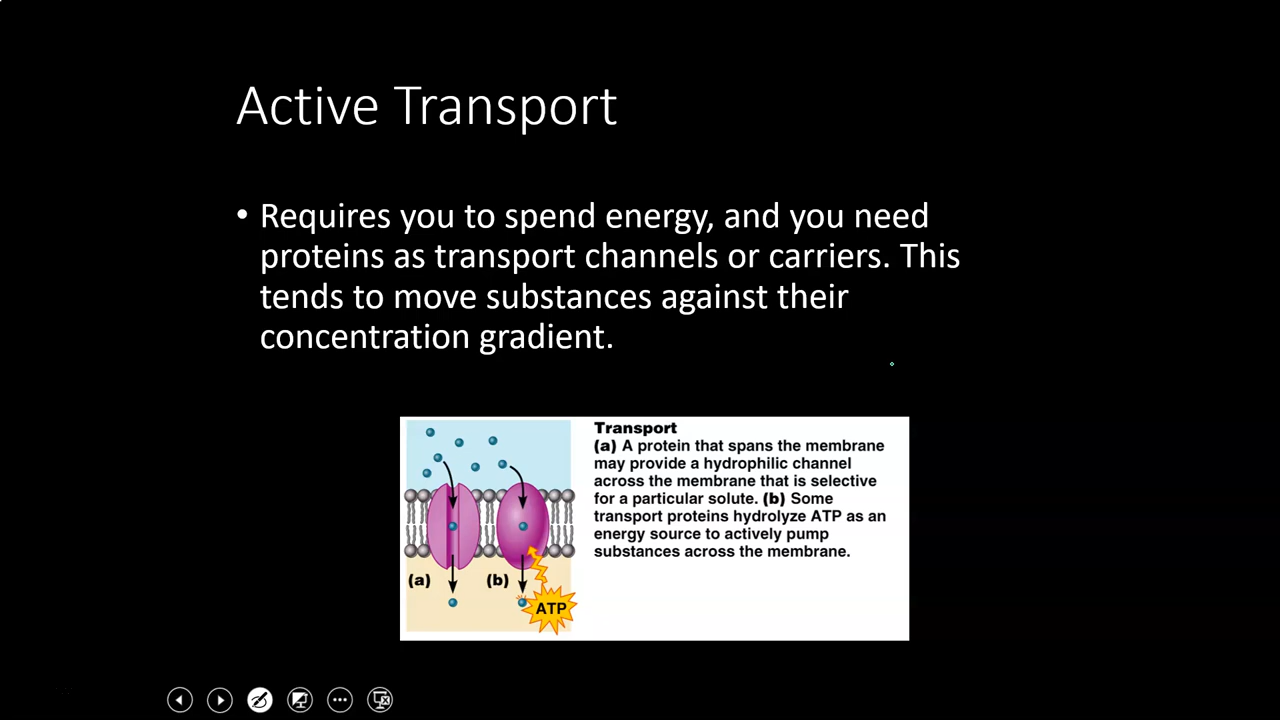 Active Transport
• Requires you to spend energy, and you need
proteins as transport channels or carriers. This
tends to move substances against their
concentration gradient.
Transport
(a) A protein that spans the membrane
may provide a hydrophilic channel
across the membrane that is selective
for a particular solute. (b) Some
transport proteins hydrolyze ATP as an
energy source to actively pump
substances across the membrane.
(a)
(b)
ATP